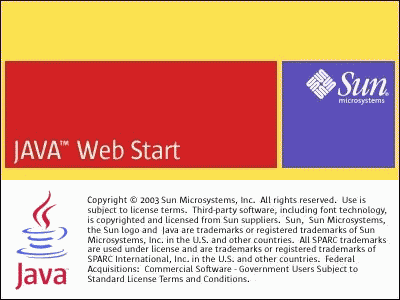 Sun®
microsystems
JAVA™ Web Start
Copyright © 2003 Sun Microsystems, Inc. All rights reserved. Use is
subject to license terms. Third-party software, including font technology,
is copyrighted and licensed from Sun suppliers. Sun, Sun Microsystems,
the Sun logo and Java are trademarks or registered trademarks of Sun
Microsystems, Inc. in the U.S. and other countries. All SPARC trademarks
are used under license and are trademarks or registered trademarks of
SPARC International, Inc. in the U.S. and other countries. Federal
Acquisitions: Commercial Software - Government Users Subject to
Standard License Terms and Conditions.
Java